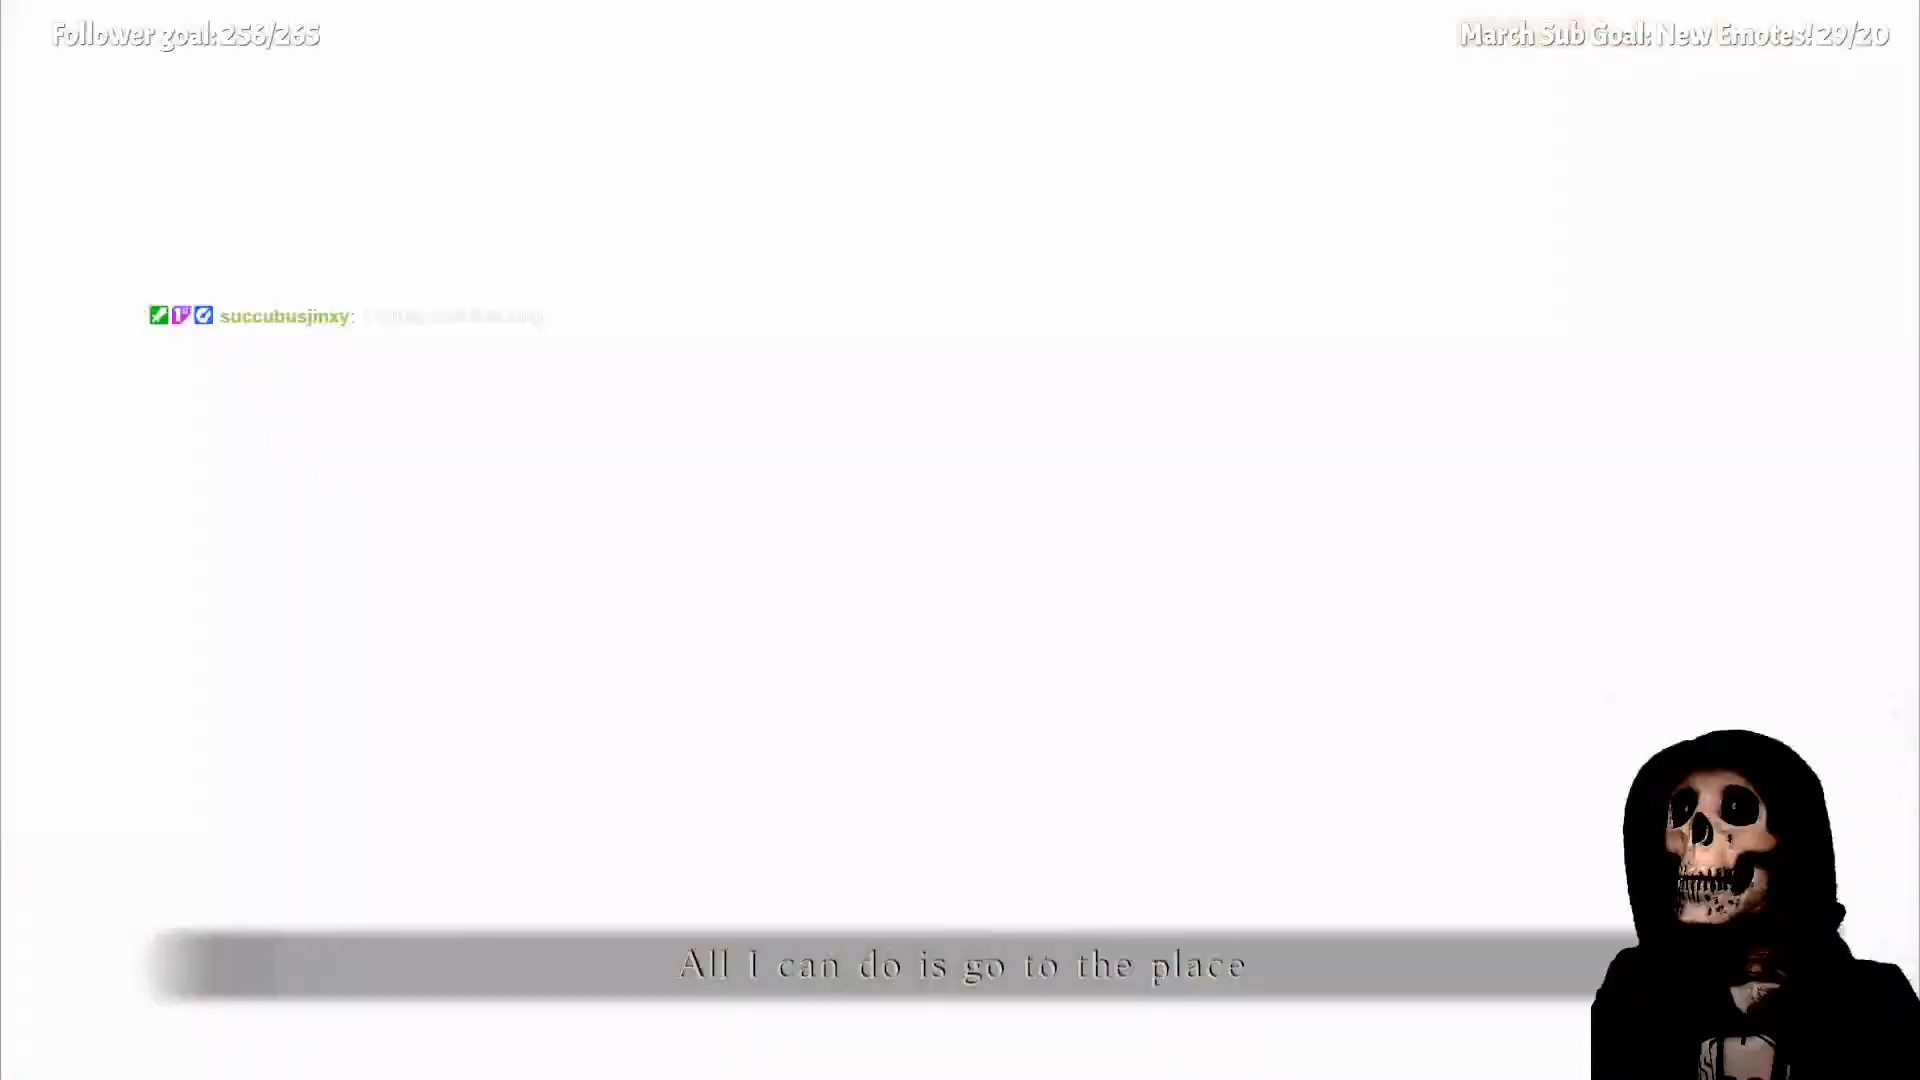 Follower goal: 256/265
March Sub Goal: New Emotes! 29/20
succubusjinxy:
All I can do is go to the place